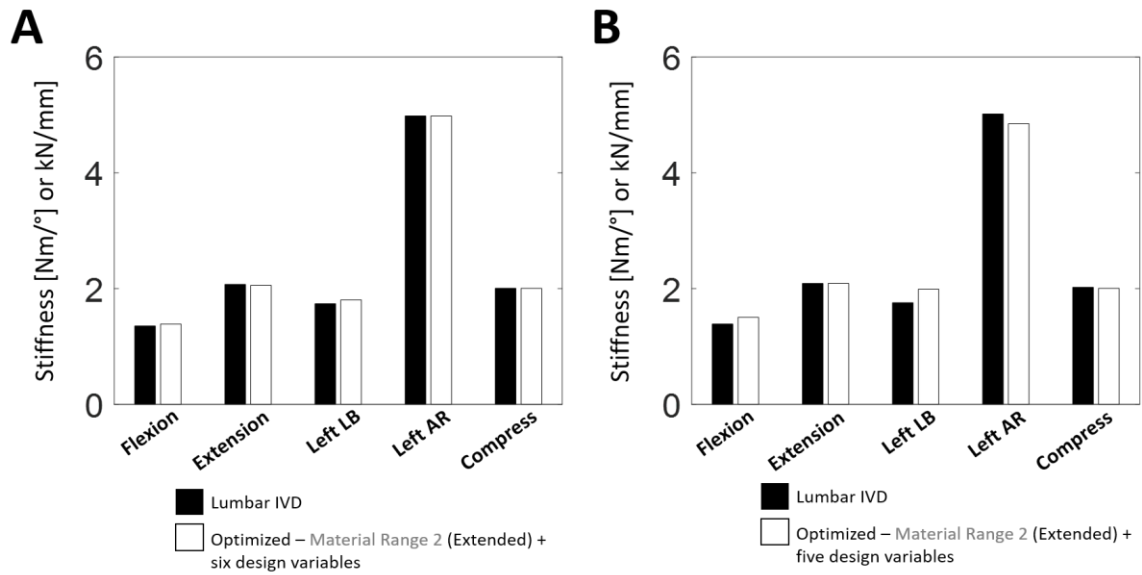 A
Stiffness [Nm/°] or kN/mm
6
4
2
0
Flexion
Extension
Left LB
Left AR
Compress
Lumbar IVD
Optimized – Material Range 2 (Extended) +
six design variables
B
Stiffness [Nm/°] or kN/mm
6
4
2
0
Flexion
Extension
Left LB
Left AR
Compress
Lumbar IVD
Optimized – Material Range 2 (Extended) +
five design variables